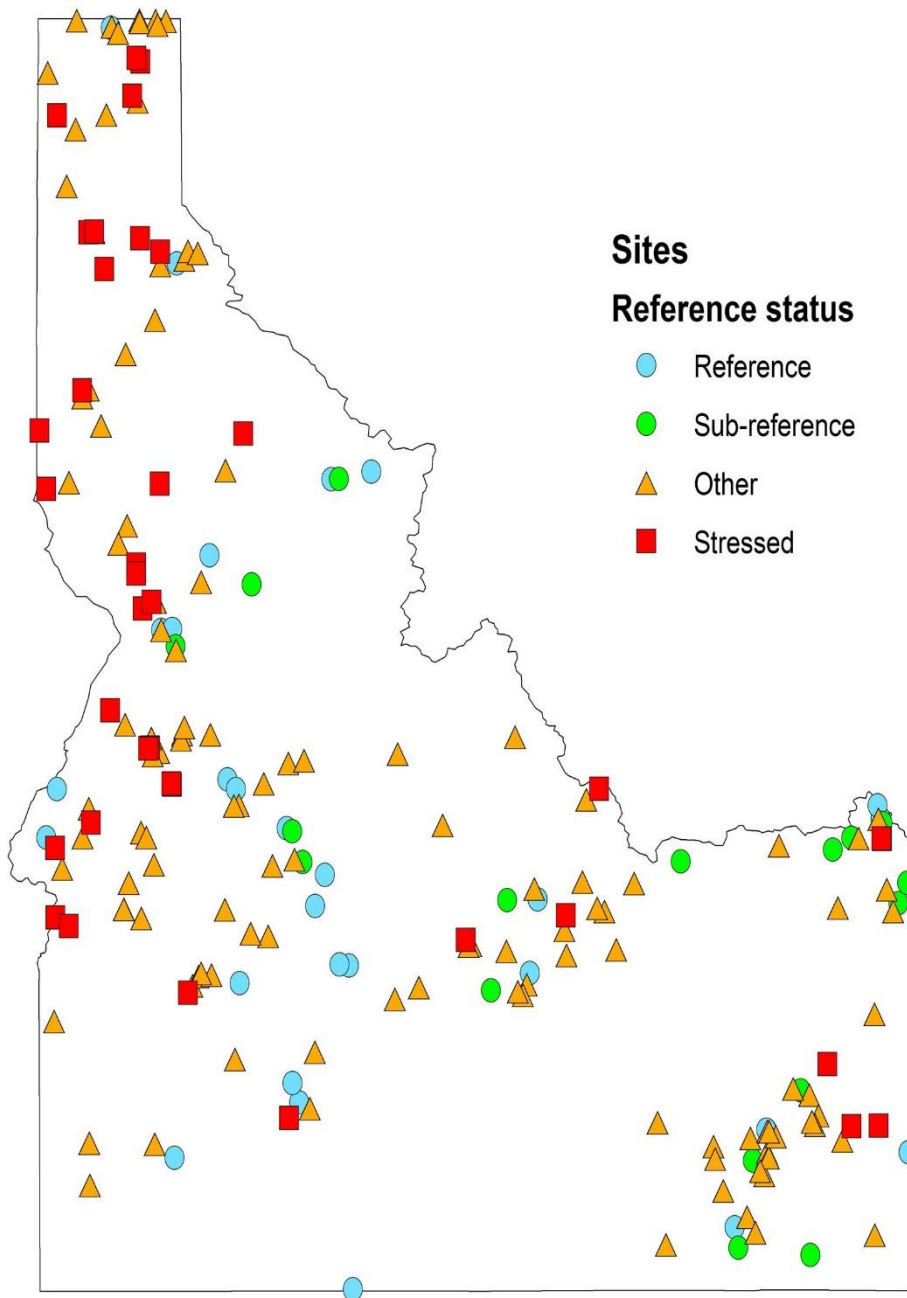 Sites
Reference status
Reference
Sub-reference
Other
Stressed